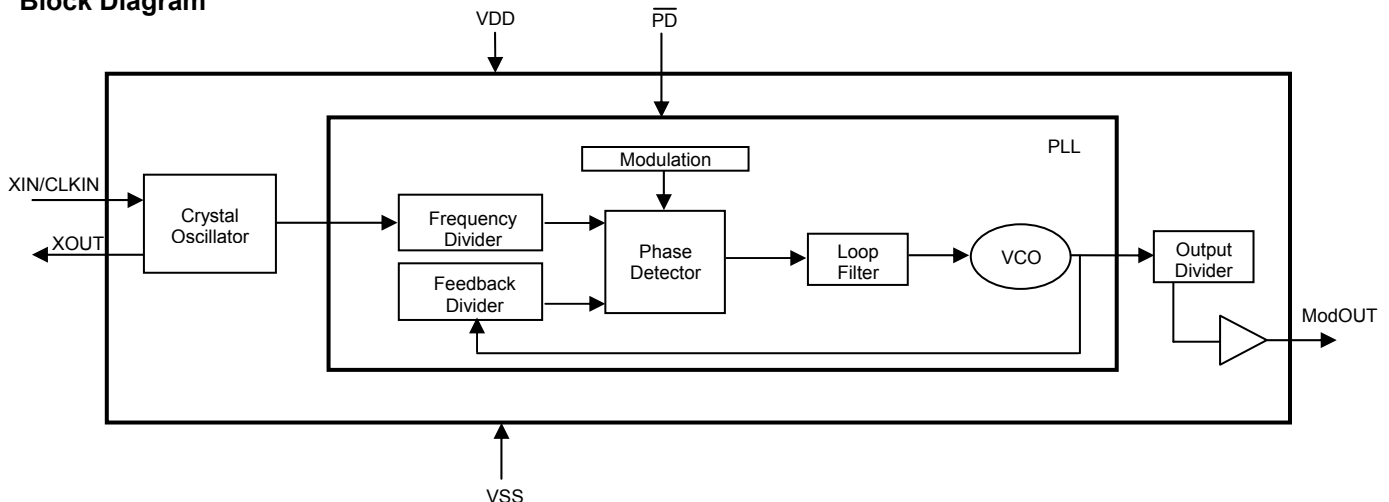 Block Diagram
VDD
P̅D̅
PLL
Modulation
XIN/CLKIN
Crystal
Oscillator
XOUT
Frequency
Divider
Feedback
Divider
Phase
Detector
Loop
Filter
VCO
Output
Divider
ModOUT
VSS